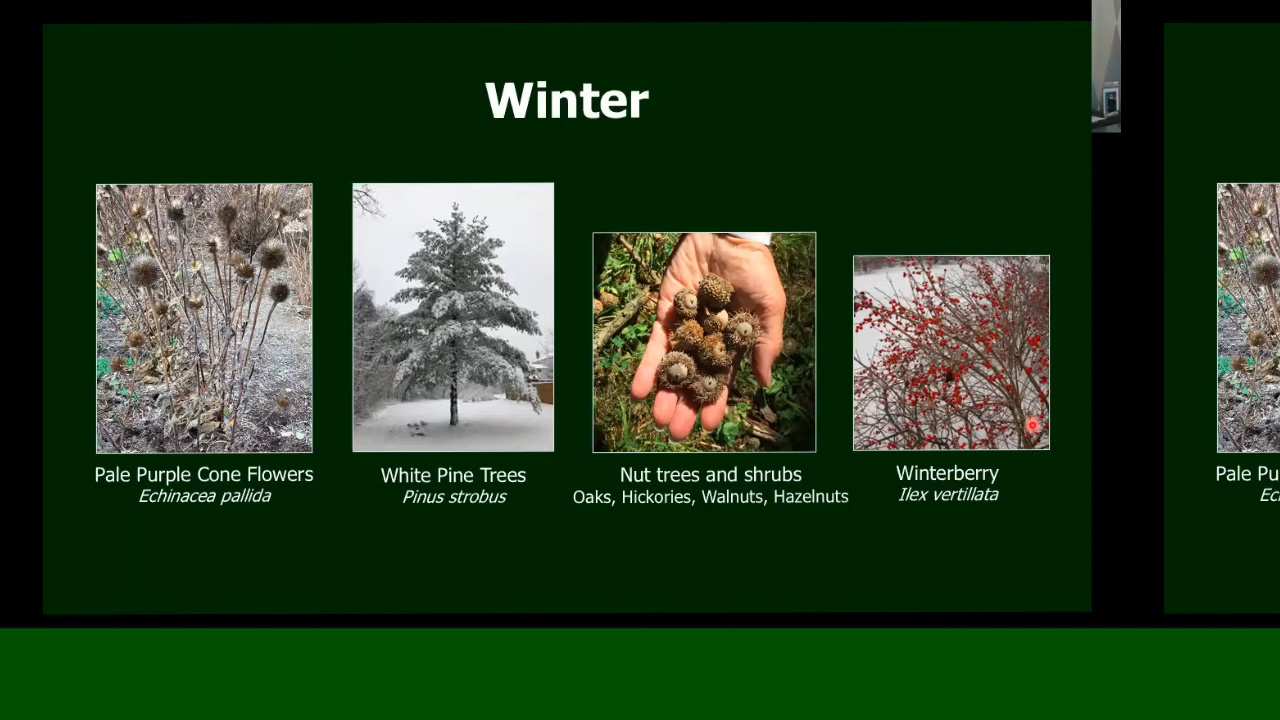 Winter
Pale Purple Cone Flowers
Echinacea pallida
White Pine Trees
Pinus strobus
Nut trees and shrubs
Oaks, Hickories, Walnuts, Hazelnuts
Winterberry
Ilex vertillata
Pale Pu
Ec